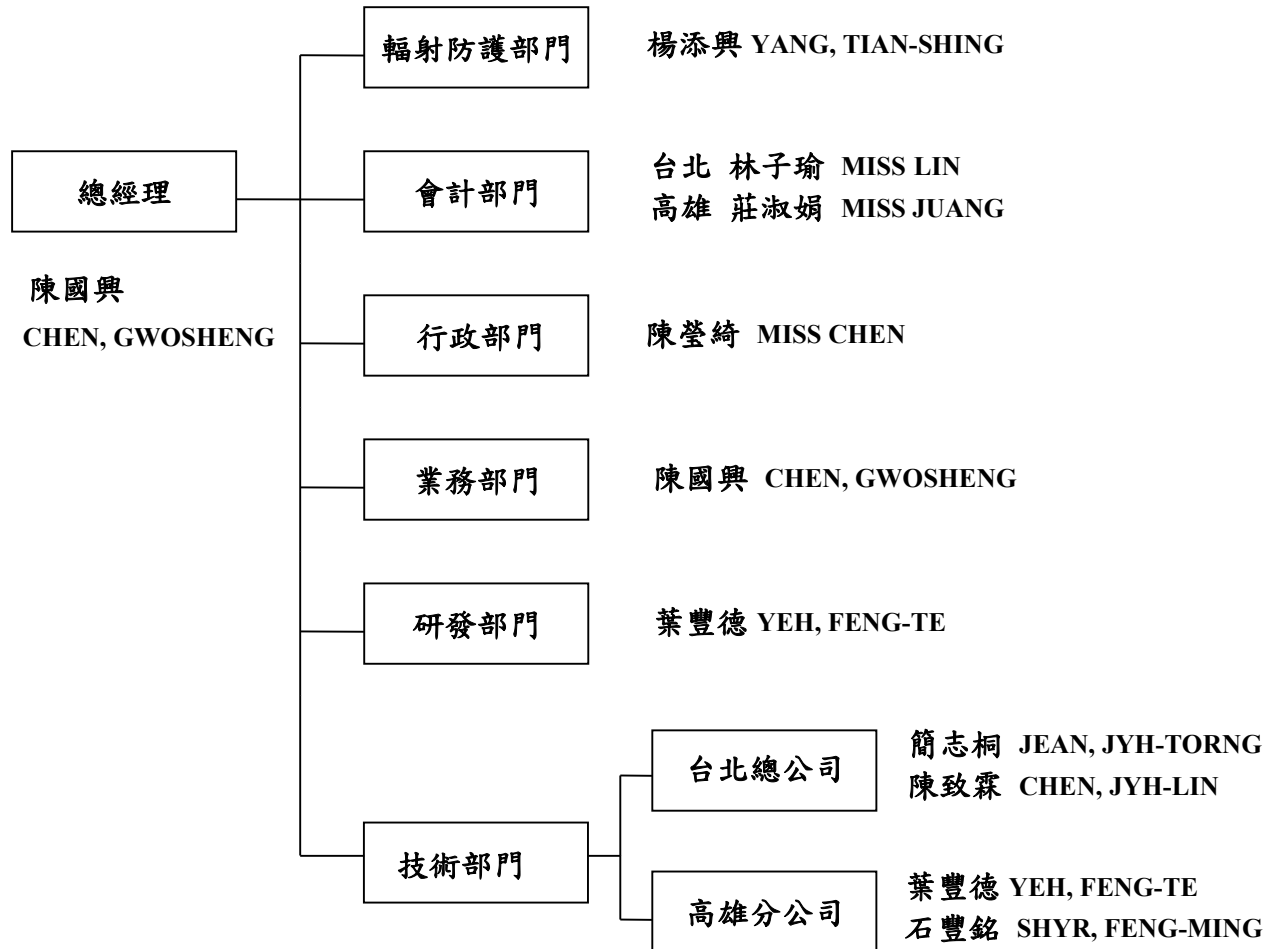 輻射防護部門 楊添興 YANG, TIAN-SHING
總經理
陳國興
CHEN, GWOSHENG
會計部門
台北 林子瑜 MISS LIN
高雄 莊淑娟 MISS JUANG
行政部門 陳瑩綺 MISS CHEN
業務部門 陳國興 CHEN, GWOSHENG
研發部門 葉豐德 YEH, FENG-TE
技術部門
台北總公司
簡志桐 JEAN, JYH-TORNG
陳致霖 CHEN, JYH-LIN
高雄分公司
葉豐德 YEH, FENG-TE
石豐銘 SHYR, FENG-MING